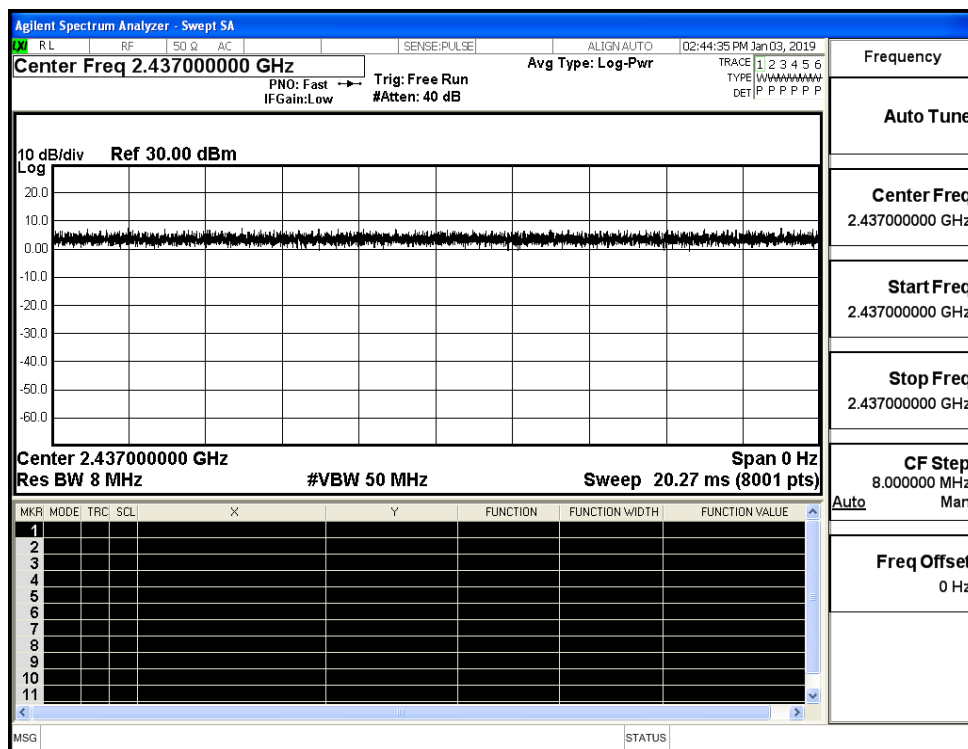 Agilent Spectrum Analyzer - Swept SA
LXI RL RF 50 Ω AC SENSE:PULSE ALIGN AUTO 02:44:35 PM Jan 03, 2019
Center Freq 2.437000000 GHz
PNO: Fast
IFGain:Low
Trig: Free Run
#Atten: 40 dB
Avg Type: Log-Pwr
TRACE 1 2 3 4 5 6
TYPE WWWWWW
DET P P P P P P
10 dB/div Ref 30.00 dBm
Log
20.0
10.0
0.00
-10.0
-20.0
-30.0
-40.0
-50.0
-60.0
Center 2.437000000 GHz Span 0 Hz
Res BW 8 MHz #VBW 50 MHz Sweep 20.27 ms (8001 pts)
MKR MODE TRC SCL X Y FUNCTION FUNCTION WIDTH FUNCTION VALUE
1
2
3
4
5
6
7
8
9
10
11
MSG STATUS
Frequency
Auto Tune
Center Freq
2.437000000 GHz
Start Freq
2.437000000 GHz
Stop Freq
2.437000000 GHz
CF Step
8.000000 MHz
Auto Man
Freq Offset
0 Hz